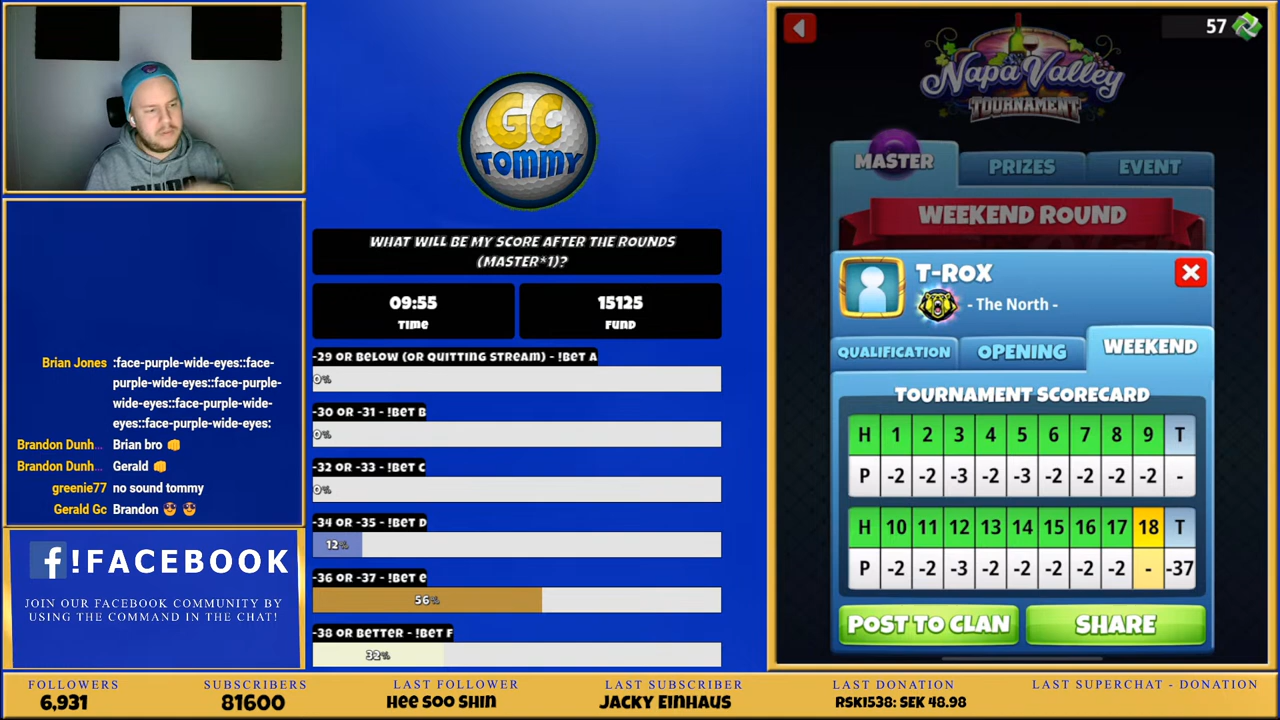 GC
TOMMY
WHAT WILL BE MY SCORE AFTER THE ROUNDS
(MASTER*1)?
09:55
TIME
15125
FUND
-29 OR BELOW (OR QUITTING STREAM) - !BET A
0%
-30 OR -31 - !BET B
0%
-32 OR -33 - !BET C
0%
-34 OR -35 - !BET D
12%
-36 OR -37 - !BET e
56%
-38 OR BETTER - !BET F
32%
Brian Jones :face-purple-wide-eyes::face-
purple-wide-eyes::face-purple-
wide-eyes::face-purple-wide-
eyes::face-purple-wide-eyes:
Brandon Dunh... Brian bro 👊
Brandon Dunh... Gerald 👊
greenie77 no sound tommy
Gerald Gc Brandon
f !FACEBOOK
JOIN OUR FACEBOOK COMMUNITY BY
USING THE COMMAND IN THE CHAT!
57
Napa Valley
TOURNAMENT
MASTER PRIZES EVENT
WEEKEND ROUND
T-ROX
- The North -
QUALIFICATION OPENING WEEKEND
TOURNAMENT SCORECARD
H 1 2 3 4 5 6 7 8 9 T
P -2 -2 -3 -2 -3 -2 -2 -2 -2 -
H 10 11 12 13 14 15 16 17 18 T
P -2 -2 -3 -2 -2 -2 -2 -2 - -37
POST TO CLAN SHARE
FOLLOWERS SUBSCRIBERS LAST FOLLOWER LAST SUBSCRIBER LAST DONATION LAST SUPERCHAT - DONATION
6,931 81600 Hee Soo Shin Jacky Einhaus RSKI538: SEK 48.98